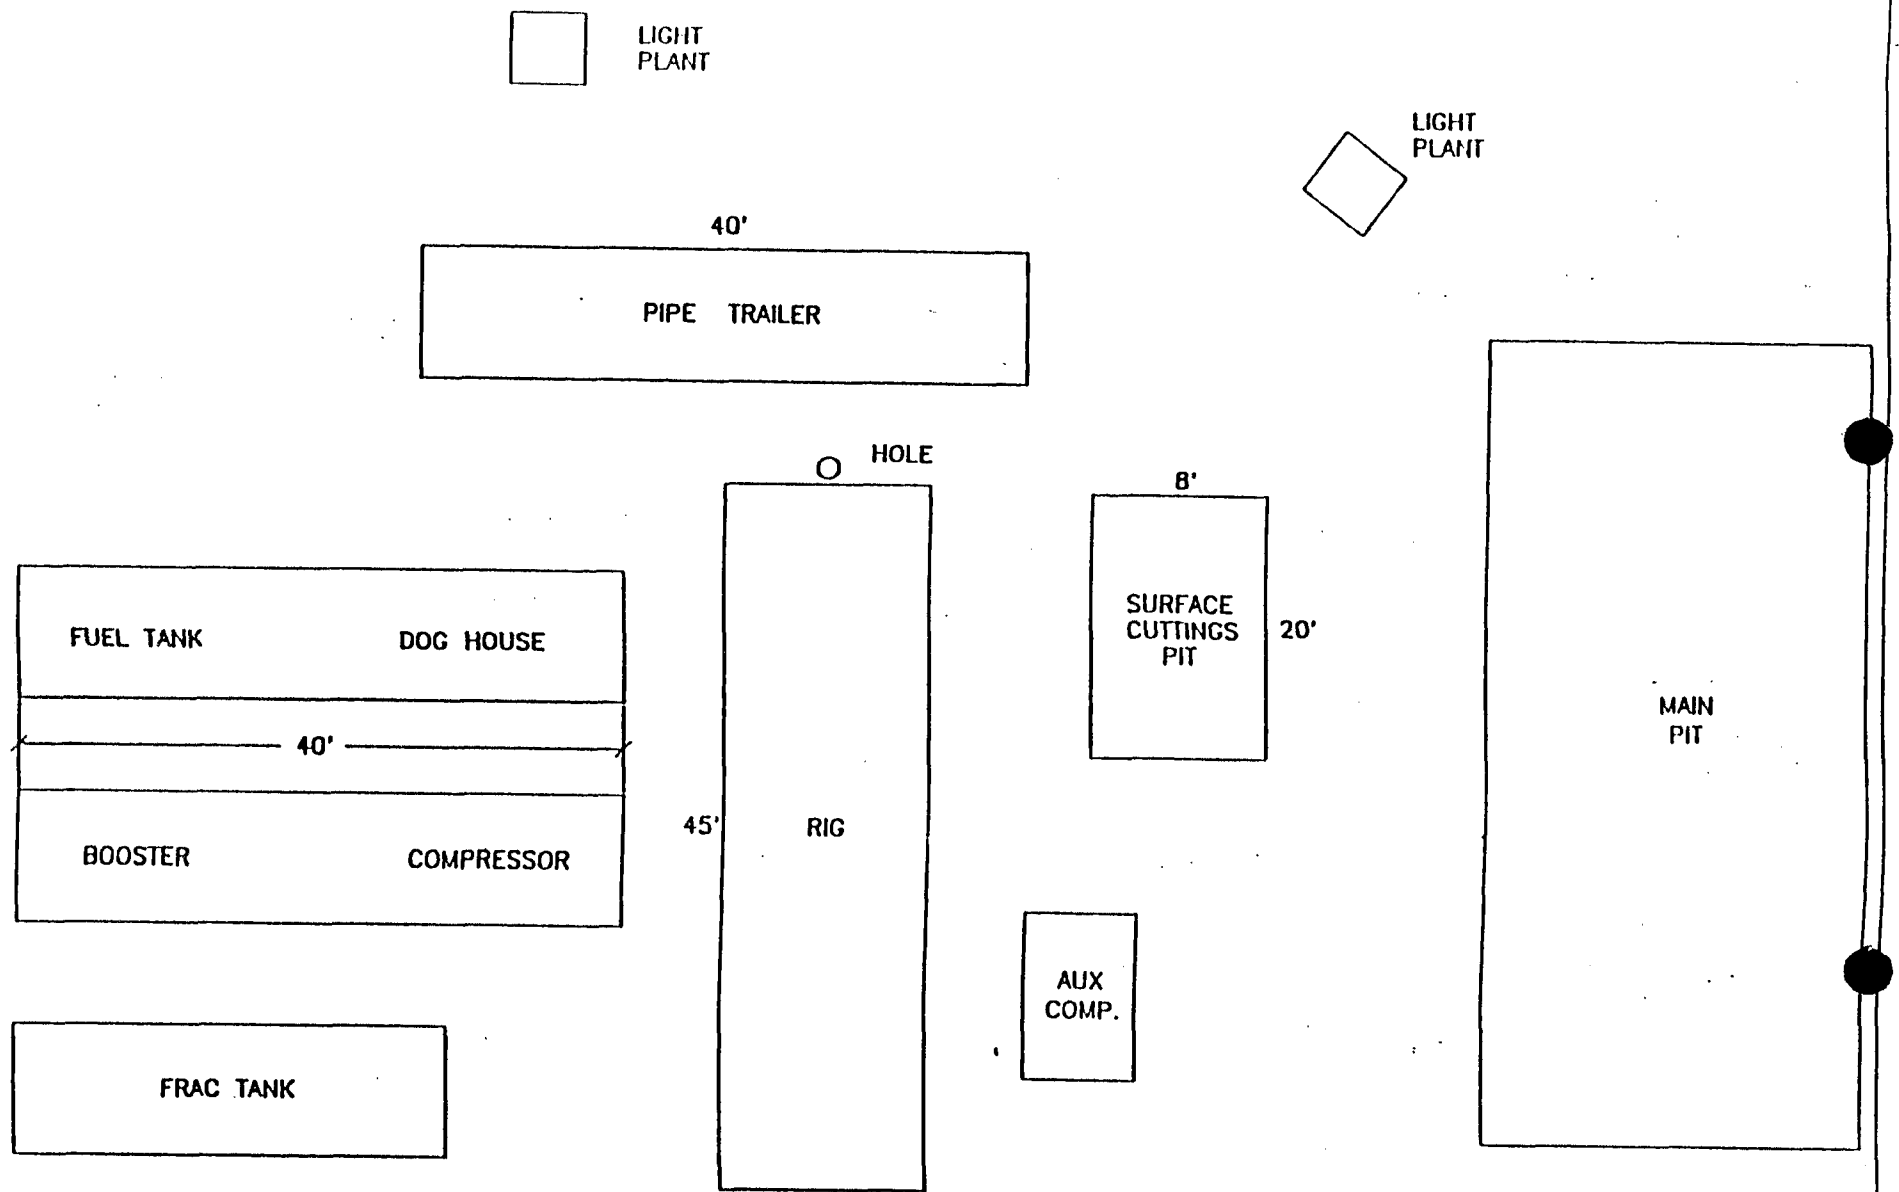 LIGHT
PLANT
LIGHT
PLANT
40'
PIPE TRAILER
HOLE
8'
SURFACE
CUTTINGS
PIT
20'
FUEL TANK DOG HOUSE
MAIN
PIT
40'
45'
RIG
BOOSTER COMPRESSOR
AUX
COMP.
FRAC TANK